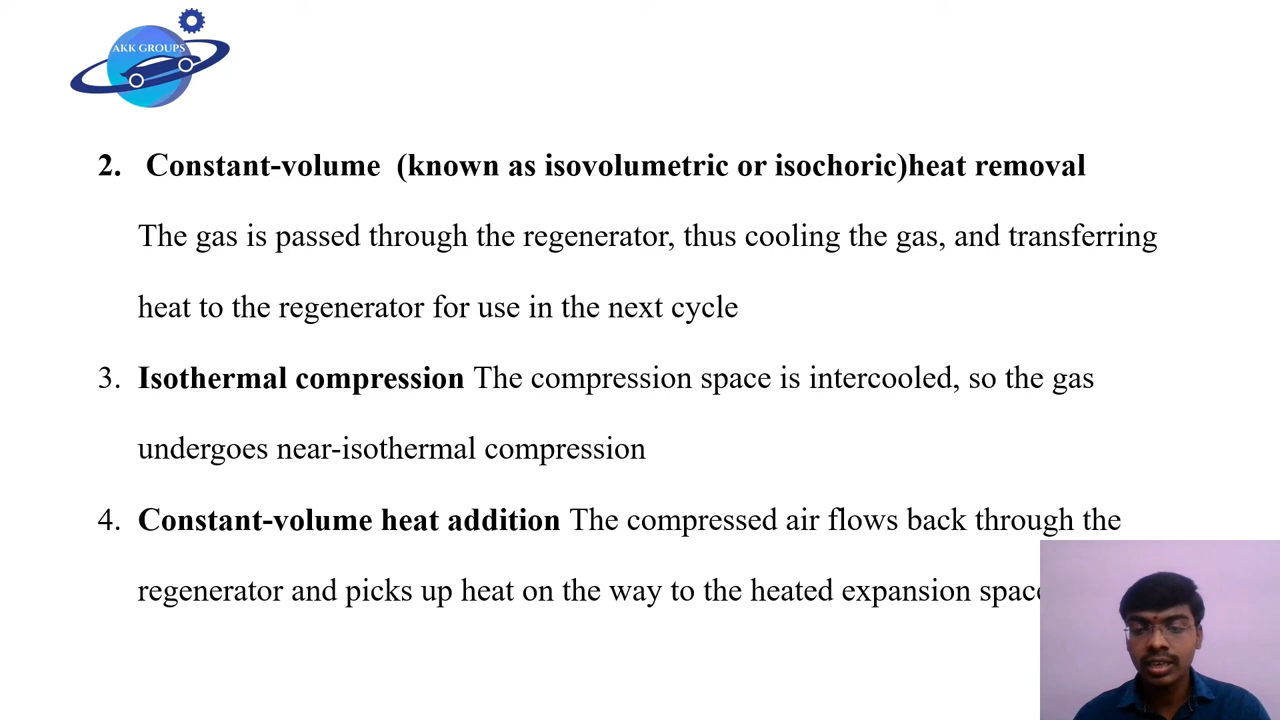 AKK GROUPS
2. Constant-volume (known as isovolumetric or isochoric)heat removal
The gas is passed through the regenerator, thus cooling the gas, and transferring
heat to the regenerator for use in the next cycle
3. Isothermal compression The compression space is intercooled, so the gas
undergoes near-isothermal compression
4. Constant-volume heat addition The compressed air flows back through the
regenerator and picks up heat on the way to the heated expansion space